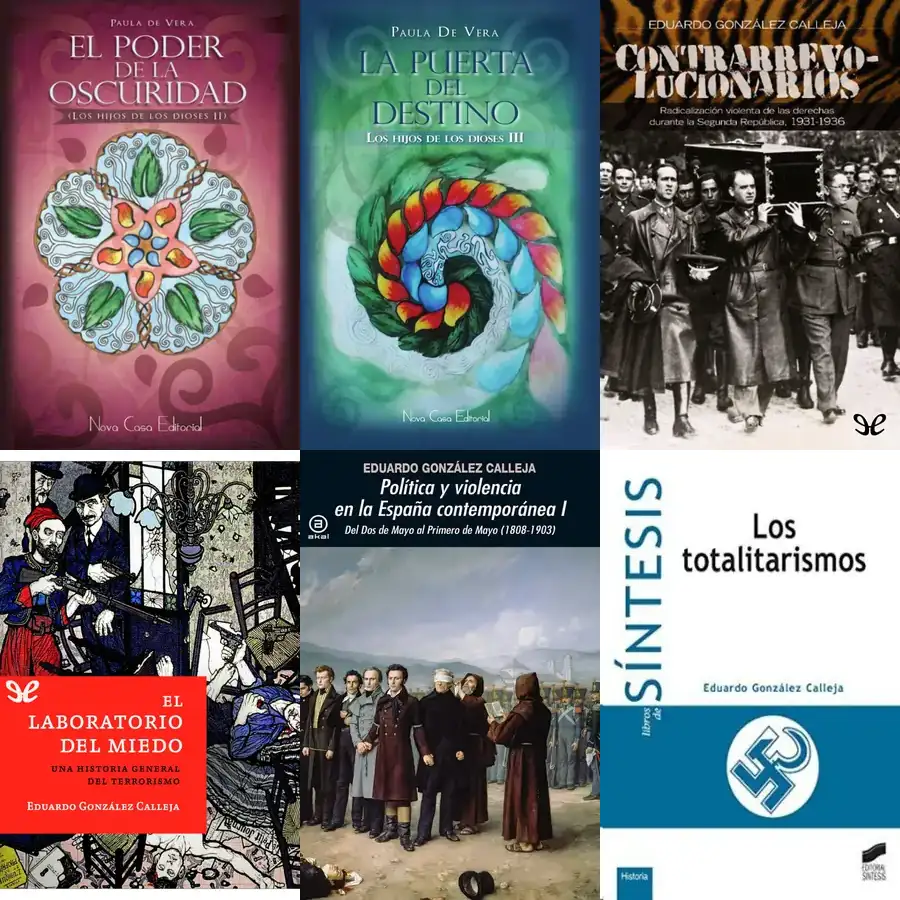 PAULA DE VERA
EL PODER
DE LA
OSCURIDAD
(LOS HIJOS DE LOS DIOSES II)
Nova Casa Editorial
PAULA DE VERA
LA PUERTA
DEL
DESTINO
LOS HIJOS DE LOS DIOSES III
Nova Casa Editorial
EDUARDO GONZÁLEZ CALLEJA
CONTRARREVO-
LUCIONARIOS
Radicalización violenta de las derechas
durante la Segunda República, 1931-1936
EL
LABORATORIO
DEL MIEDO
UNA HISTORIA GENERAL
DEL TERRORISMO
EDUARDO GONZÁLEZ CALLEJA
EDUARDO GONZÁLEZ CALLEJA
Política y violencia
en la España contemporánea I
Del Dos de Mayo al Primero de Mayo (1808-1903)
akal
libros de SÍNTESIS
Los
totalitarismos
Eduardo González Calleja
Historia
EDITORIAL
SÍNTESIS